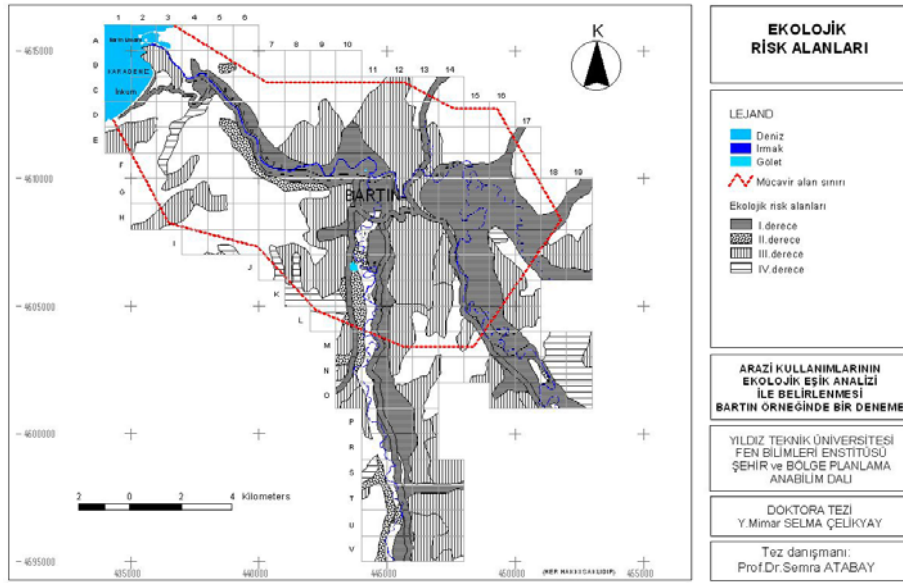 1 2 3 4 5 6
7 8 9 10
11 12 13 14
15 16
17
18 19
A
B
C
D
E
F
G
H
I
J
K
L
M
N
O
P
R
S
T
U
V
4615000
4610000
4605000
4600000
4595000
435000 440000 445000 450000 455000
KARADENİZ
İnkum
BARTIN
K
2 0 2 4 Kilometers
EKOLOJİK
RİSK ALANLARI
LEJAND
Deniz
Irmak
Gölet
Mücavir alan sınırı
Ekolojik risk alanları
I.derece
II.derece
III.derece
IV.derece
ARAZİ KULLANIMLARININ
EKOLOJİK EŞİK ANALİZİ
İLE BELİRLENMESİ
BARTIN ÖRNEĞİNDE BİR DENEME
YILDIZ TEKNİK ÜNİVERSİTESİ
FEN BİLİMLERİ ENSTİTÜSÜ
ŞEHİR ve BÖLGE PLANLAMA
ANABİLİM DALI
DOKTORA TEZİ
Y.Mimar SELMA ÇELİKYAY
Tez danışmanı:
Prof.Dr.Semra ATABAY
(HER HAKKI SAKLIDIR)